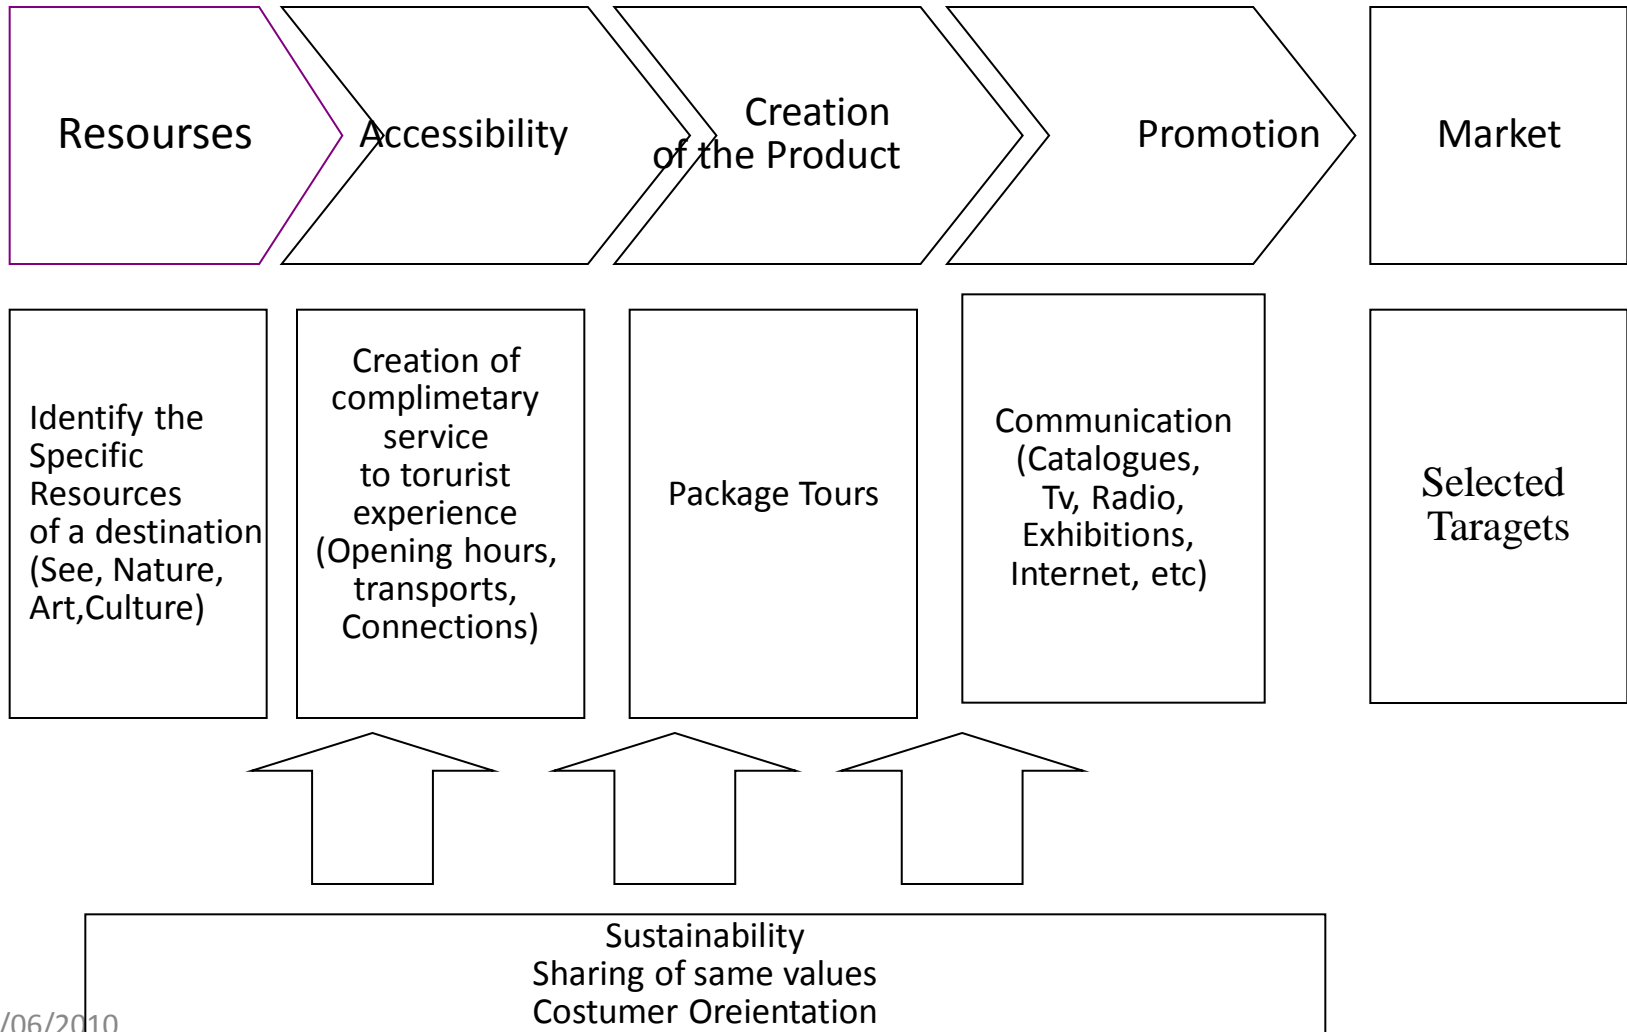 Resourses
Accessibility
Creation
of the Product
Promotion
Market
Identify the
Specific
Resources
of a destination
(See, Nature,
Art,Culture)
Creation of
complimetary
service
to torurist
experience
(Opening hours,
transports,
Connections)
Package Tours
Communication
(Catalogues,
Tv, Radio,
Exhibitions,
Internet, etc)
Selected
Taragets
Sustainability
Sharing of same values
Costumer Oreientation
/06/2010